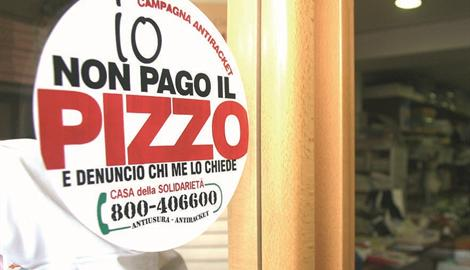 CAMPAGNA ANTIRACKET
io
NON PAGO IL
PIZZO
E DENUNCIO CHI ME LO CHIEDE
CASA della SOLIDARIETÀ
800-406600
ANTIUSURA - ANTIRACKET